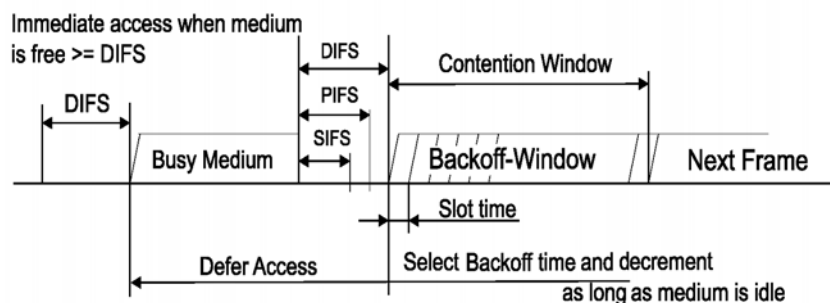 Immediate access when medium
is free >= DIFS
DIFS
DIFS
PIFS
SIFS
Contention Window
Busy Medium
Backoff-Window
Next Frame
Slot time
Defer Access
Select Backoff time and decrement
as long as medium is idle